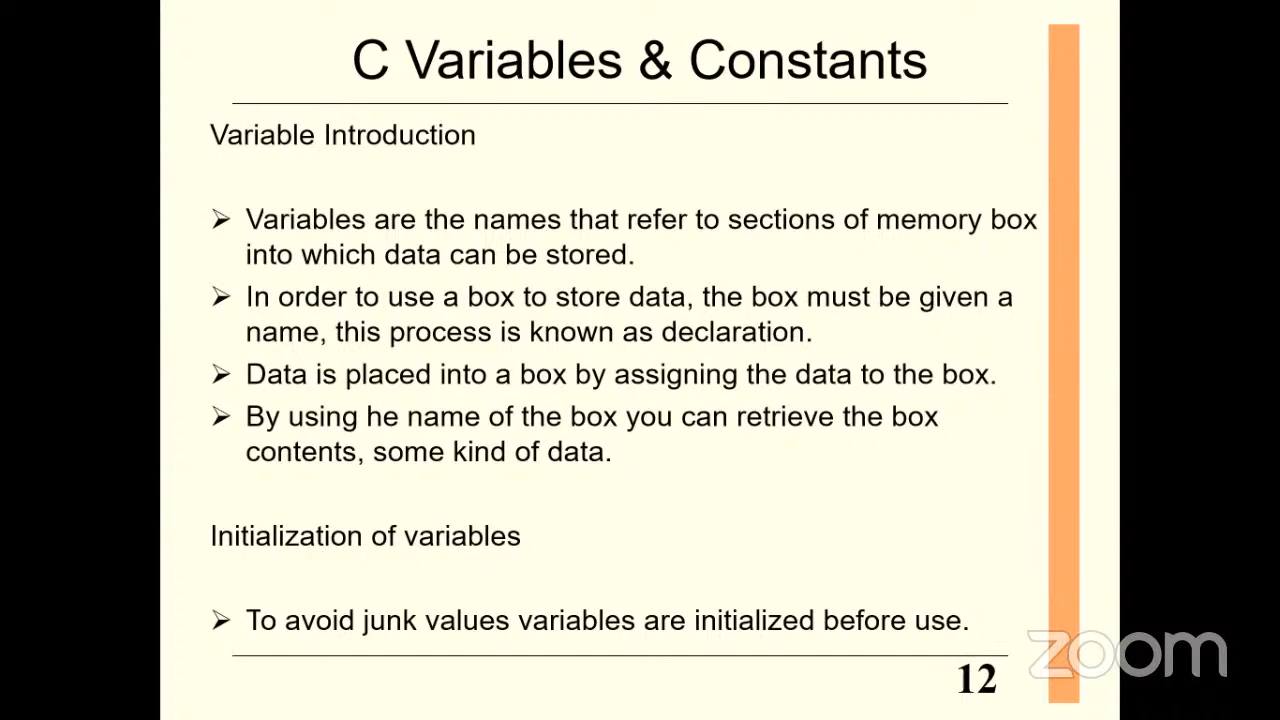 C Variables & Constants
Variable Introduction
➢ Variables are the names that refer to sections of memory box
into which data can be stored.
➢ In order to use a box to store data, the box must be given a
name, this process is known as declaration.
➢ Data is placed into a box by assigning the data to the box.
➢ By using he name of the box you can retrieve the box
contents, some kind of data.
Initialization of variables
➢ To avoid junk values variables are initialized before use.
12
zoom